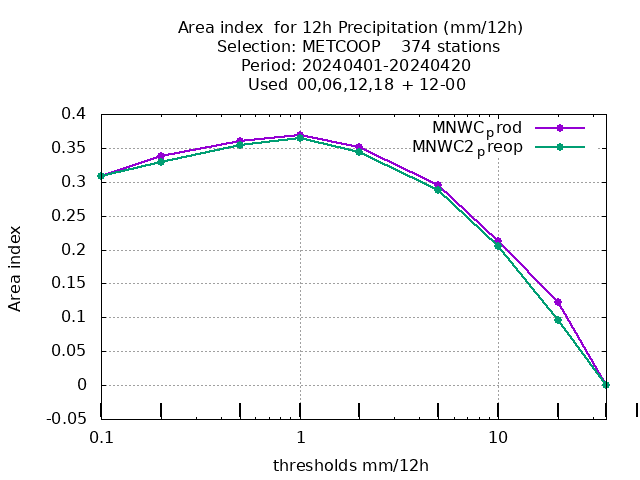 Area index  for 12h Precipitation (mm/12h)
Selection: METCOOP    374 stations
Period: 20240401-20240420
Used 00,06,12,18 + 12-00
MNWC_prod
MNWC2_preop
0.4
0.35
0.3
0.25
0.2
0.15
0.1
0.05
0
-0.05
Area index
0.1 1 10
thresholds mm/12h